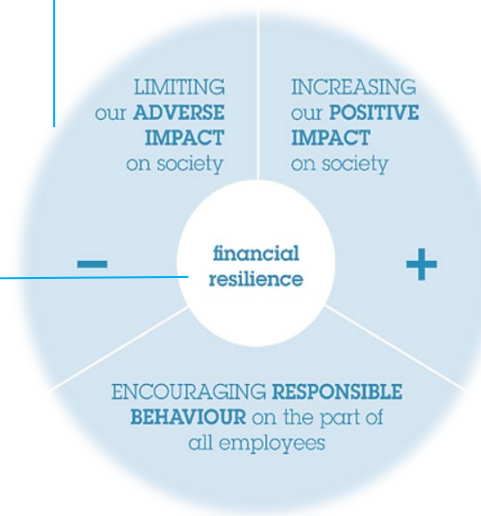 LIMITING
our ADVERSE
IMPACT
on society
INCREASING
our POSITIVE
IMPACT
on society
–
+
financial
resilience
ENCOURAGING RESPONSIBLE
BEHAVIOUR on the part of
all employees